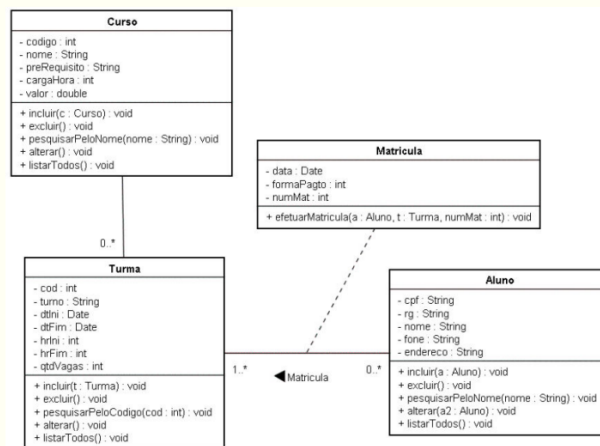 Curso
- codigo : int
- nome : String
- preRequisito : String
- cargaHora : int
- valor : double
+ incluir(c : Curso) : void
+ excluir() : void
+ pesquisarPeloNome(nome : String) : void
+ alterar() : void
+ listarTodos() : void
0..*
Matricula
- data : Date
- formaPagto : int
- numMat : int
+ efetuarMatricula(a : Aluno, t : Turma, numMat : int) : void
Turma
- cod : int
- turno : String
- dtIni : Date
- dtFim : Date
- hrIni : int
- hrFim : int
- qtdVagas : int
+ incluir(t : Turma) : void
+ excluir() : void
+ pesquisarPeloCodigo(cod : int) : void
+ alterar() : void
+ listarTodos() : void
1..*
Matricula
0..*
Aluno
- cpf : String
- rg : String
- nome : String
- fone : String
- endereco : String
+ incluir(a : Aluno) : void
+ excluir() : void
+ pesquisarPeloNome(nome : String) : void
+ alterar(a2 : Aluno) : void
+ listarTodos() : void